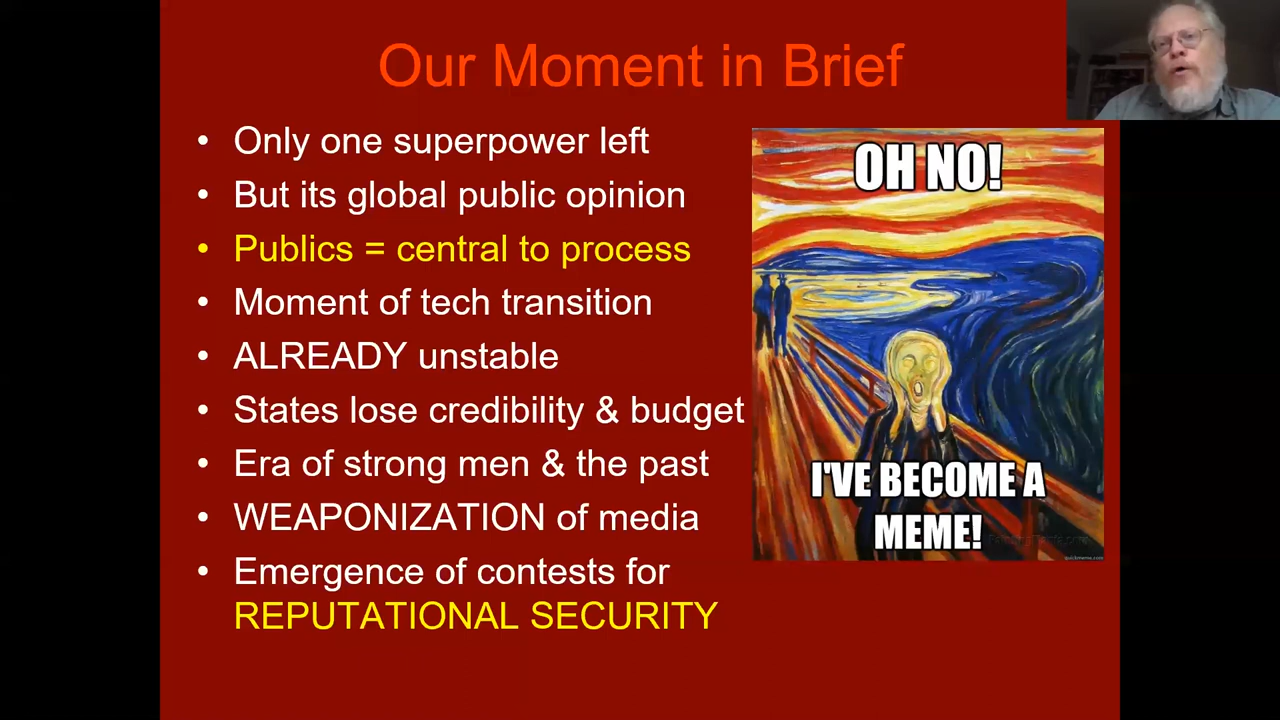 Our Moment in Brief
• Only one superpower left
• But its global public opinion
• Publics = central to process
• Moment of tech transition
• ALREADY unstable
• States lose credibility & budget
• Era of strong men & the past
• WEAPONIZATION of media
• Emergence of contests for
REPUTATIONAL SECURITY
OH NO!
I'VE BECOME A
MEME!
quickmeme.com